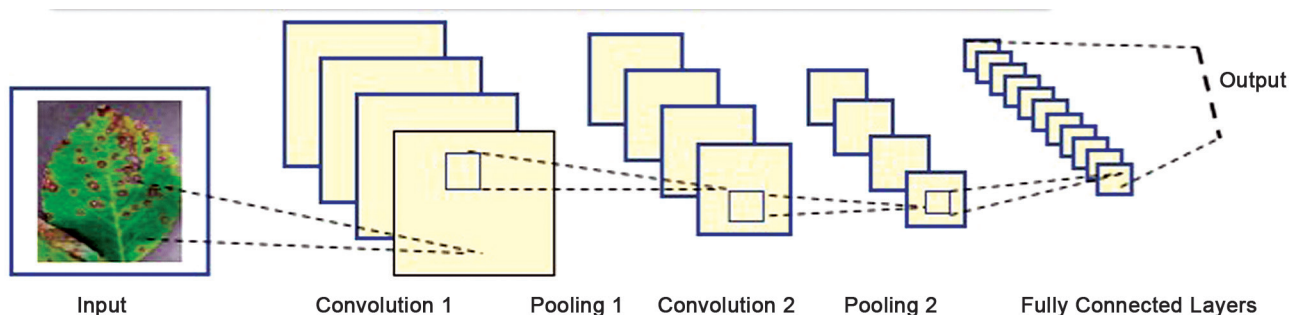 Output
Input
Convolution 1
Pooling 1
Convolution 2
Pooling 2
Fully Connected Layers